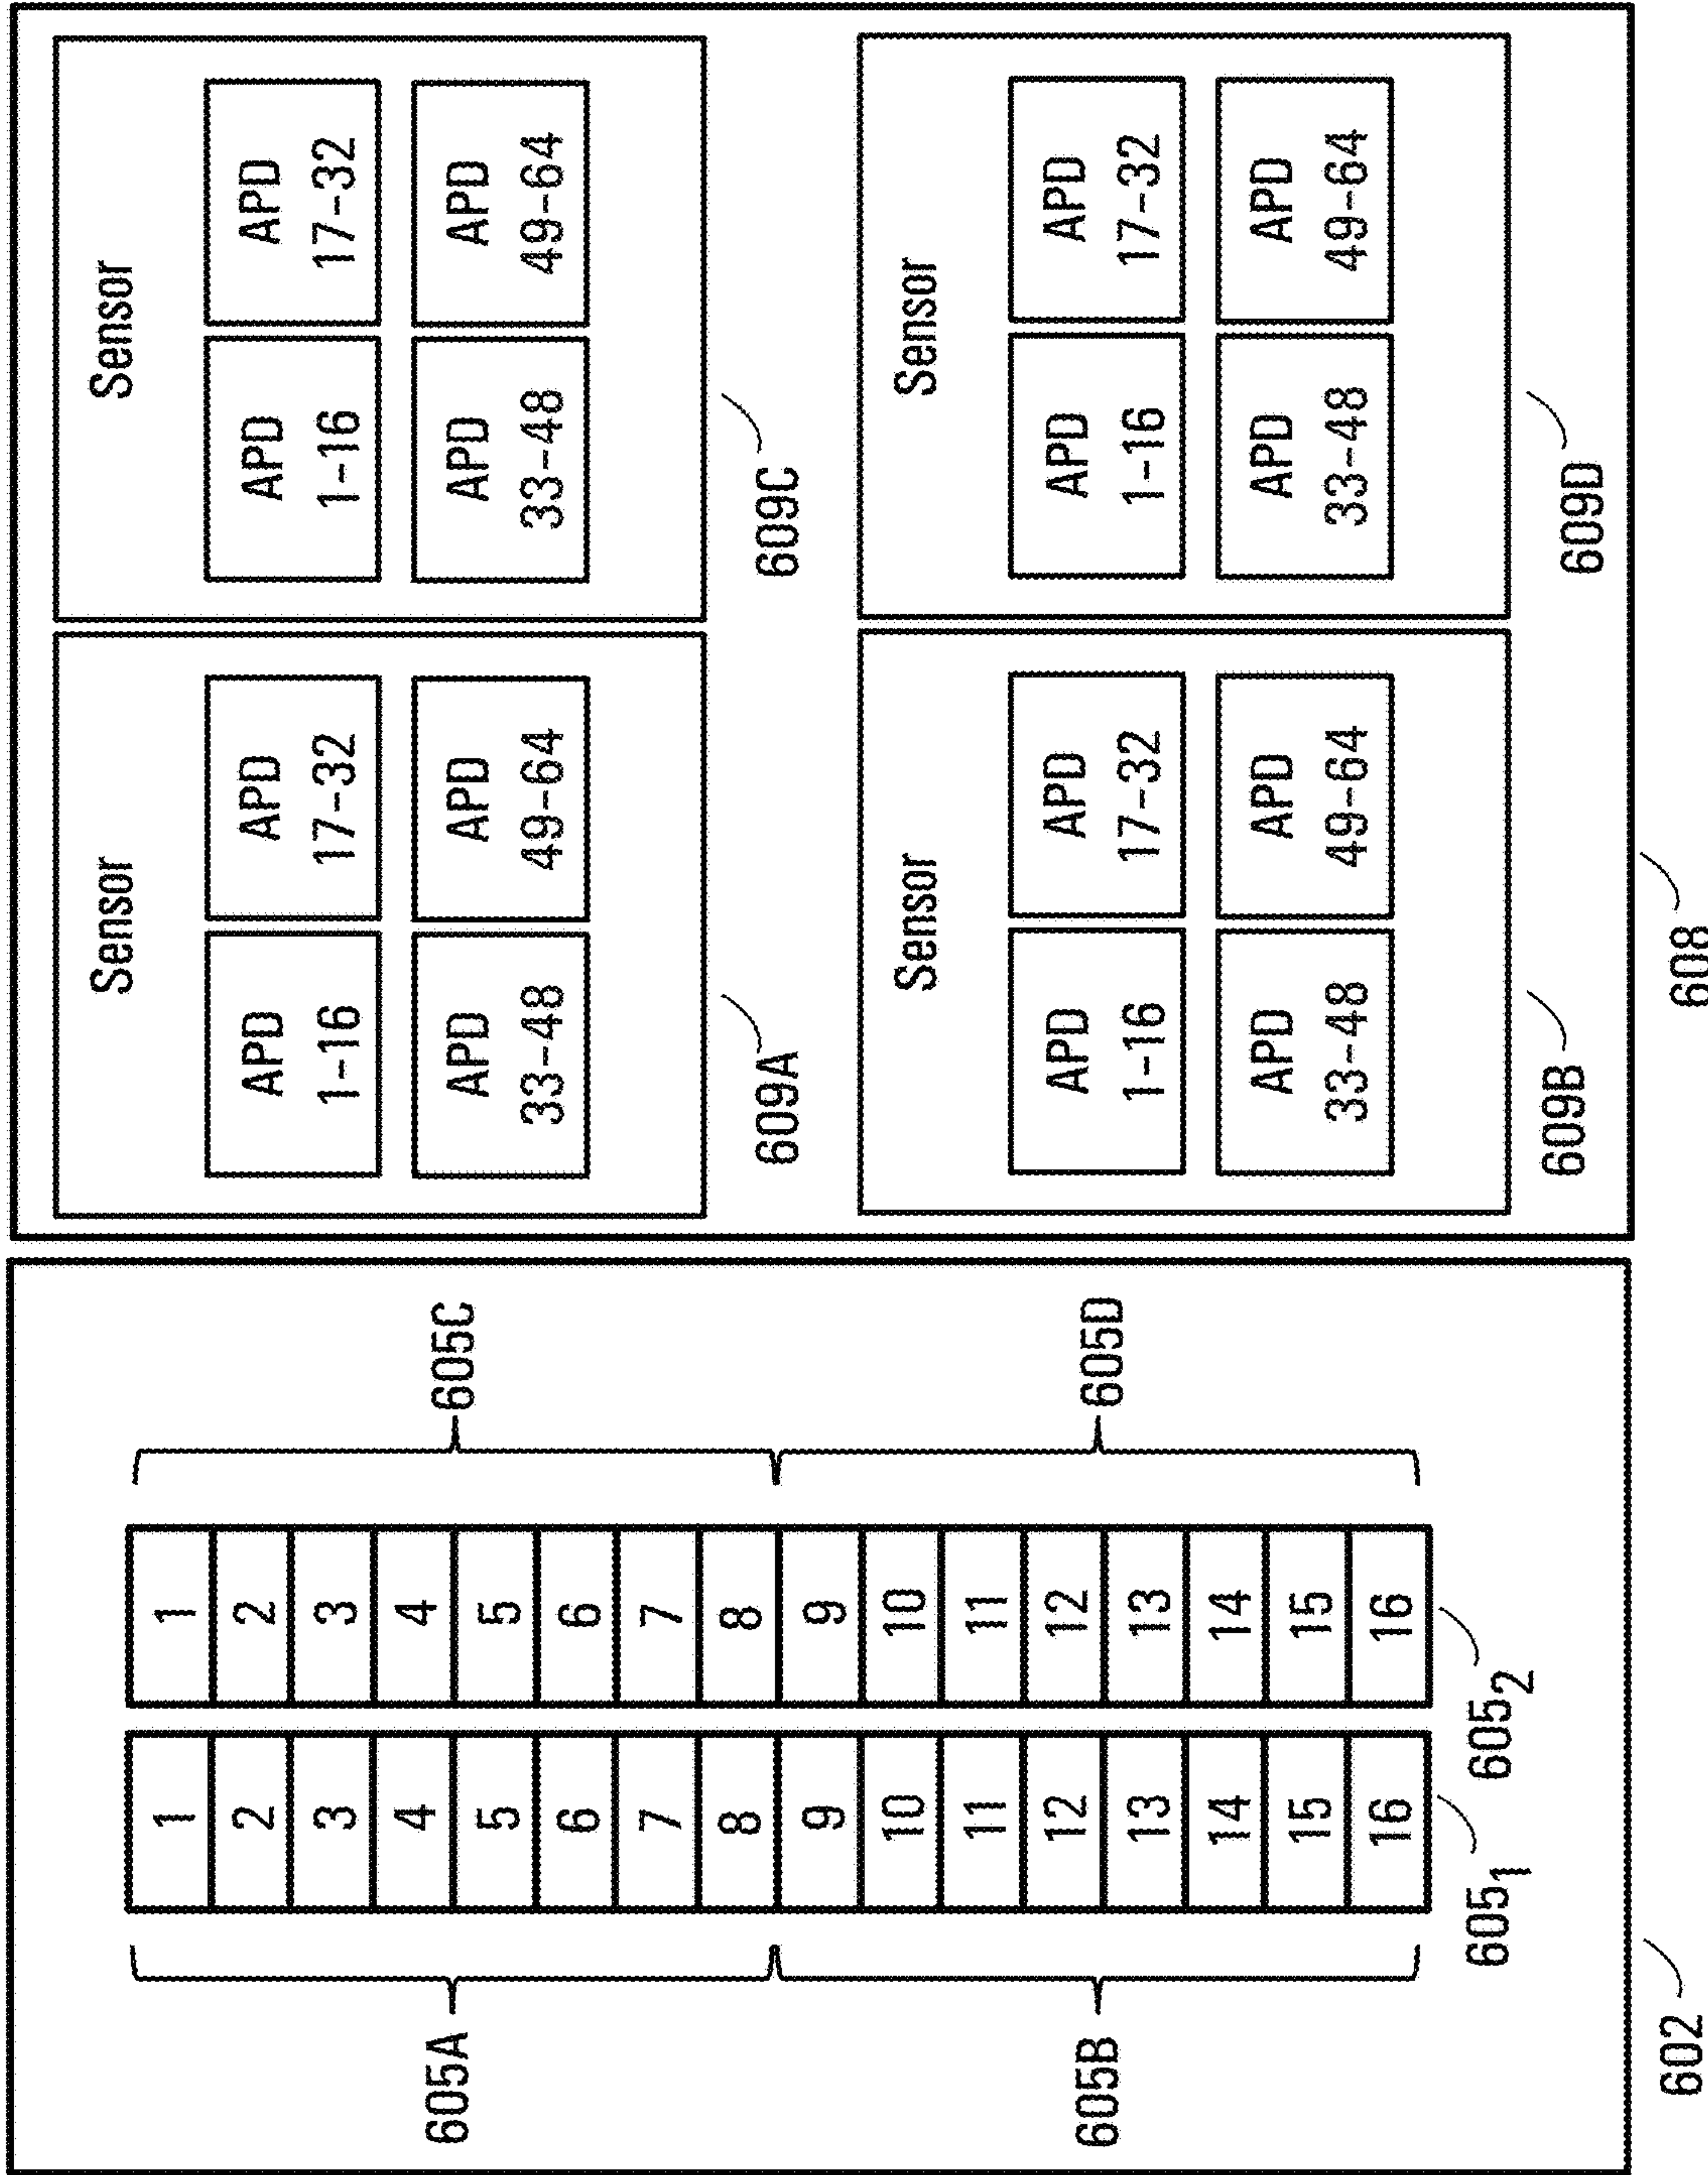 605A
605B
605C
605D
1
2
3
4
5
6
7
8
9
10
11
12
13
14
15
16
1
2
3
4
5
6
7
8
9
10
11
12
13
14
15
16
605₁
605₂
602
Sensor
APD
1-16
APD
17-32
APD
33-48
APD
49-64
609A
Sensor
APD
1-16
APD
17-32
APD
33-48
APD
49-64
609C
Sensor
APD
1-16
APD
17-32
APD
33-48
APD
49-64
609B
Sensor
APD
1-16
APD
17-32
APD
33-48
APD
49-64
609D
608